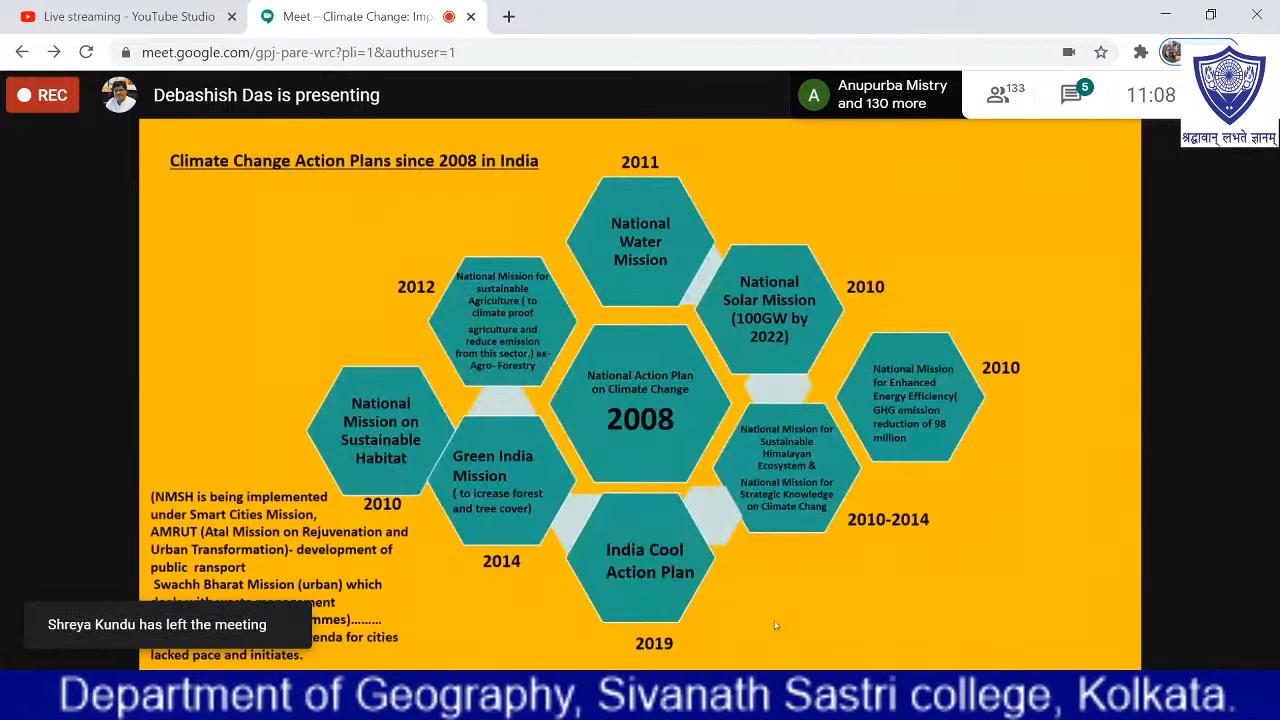 Live streaming - YouTube Studio
Meet – Climate Change: Imp
meet.google.com/gpj-pare-wrc?pli=1&authuser=1
REC
Debashish Das is presenting
A
Anupurba Mistry
and 130 more
133
5
11:08
श्रद्धावान् लभते ज्ञानम्
Climate Change Action Plans since 2008 in India
2011
National
Water
Mission
2012
National Mission for
sustainable
Agriculture ( to
climate proof
agriculture and
reduce emission
from this sector.) ex-
Agro- Forestry
National
Solar Mission
(100GW by
2022)
2010
National Action Plan
on Climate Change
2008
National Mission
for Enhanced
Energy Efficiency(
GHG emission
reduction of 98
million
2010
National
Mission on
Sustainable
Habitat
2010
Green India
Mission
( to icrease forest
and tree cover)
2014
National Mission for
Sustainable
Himalayan
Ecosystem &
National Mission for
Strategic Knowledge
on Climate Chang
2010-2014
India Cool
Action Plan
2019
(NMSH is being implemented
under Smart Cities Mission,
AMRUT (Atal Mission on Rejuvenation and
Urban Transformation)- development of
public ransport
Swachh Bharat Mission (urban) which
mmes)………
enda for cities
lacked pace and initiates.
Shreya Kundu has left the meeting
Department of Geography, Sivanath Sastri college, Kolkata.